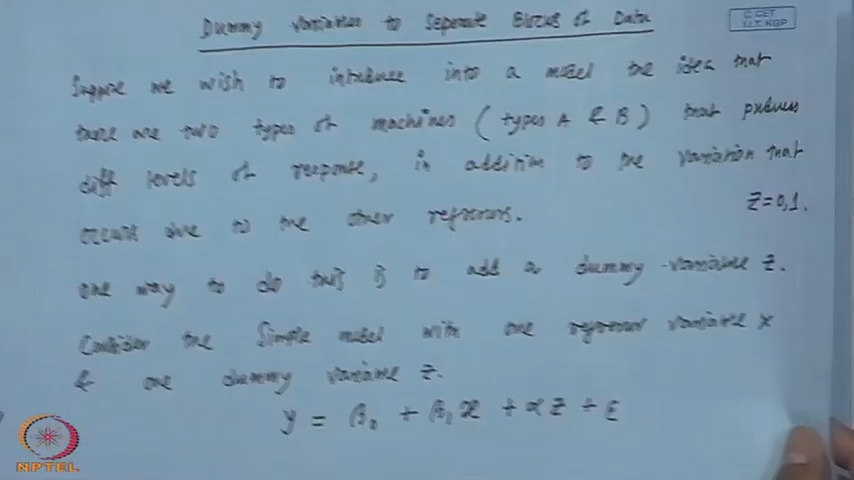 Dummy variables to Separate Blocks of Data
C CET
I.I.T. KGP
Suppose we wish to introduce into a model the idea that
there are two types of machines ( types A & B ) that produces
diff levels of response, in addition to the variation that
occurs due to the other regressors.
Z=0,1.
one way to do this is to add a dummy variable z.
Consider the simple model with one regressor variable x
& one dummy variable z.
y = β₀ + β₁ x + α z + ε
NPTEL